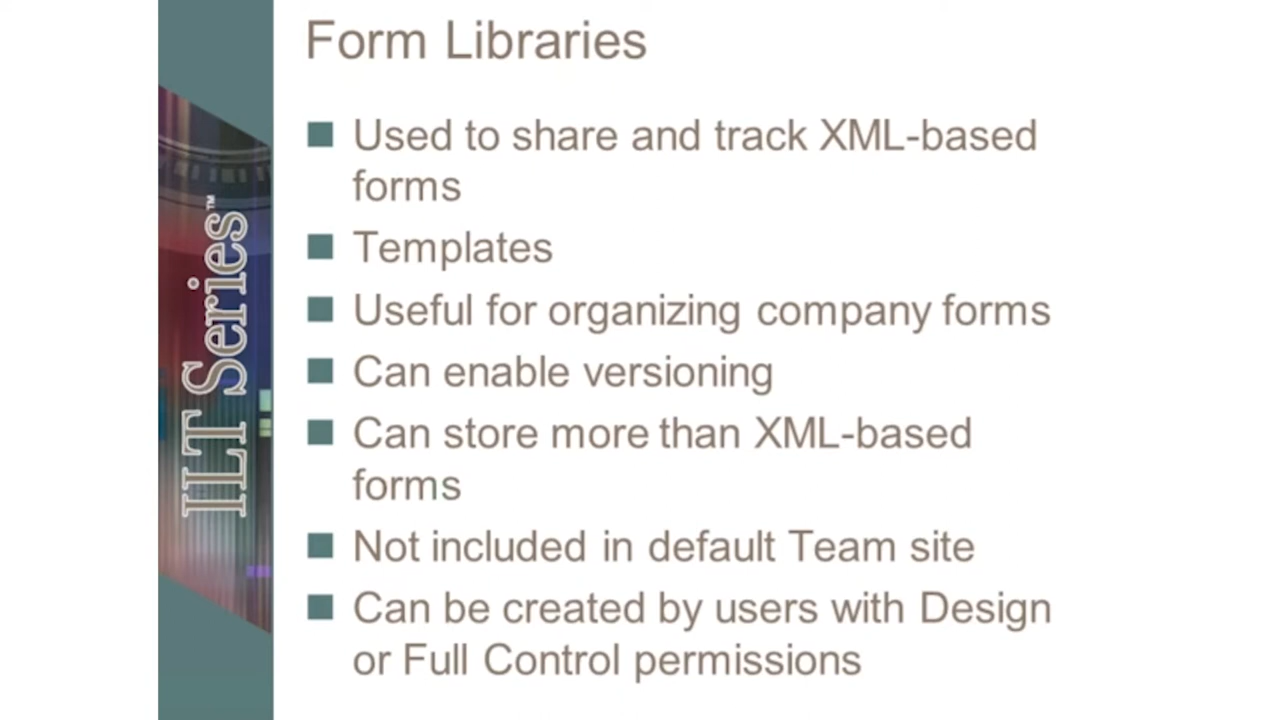 Form Libraries
Used to share and track XML-based
forms
Templates
Useful for organizing company forms
Can enable versioning
Can store more than XML-based
forms
Not included in default Team site
Can be created by users with Design
or Full Control permissions
ILT Series™